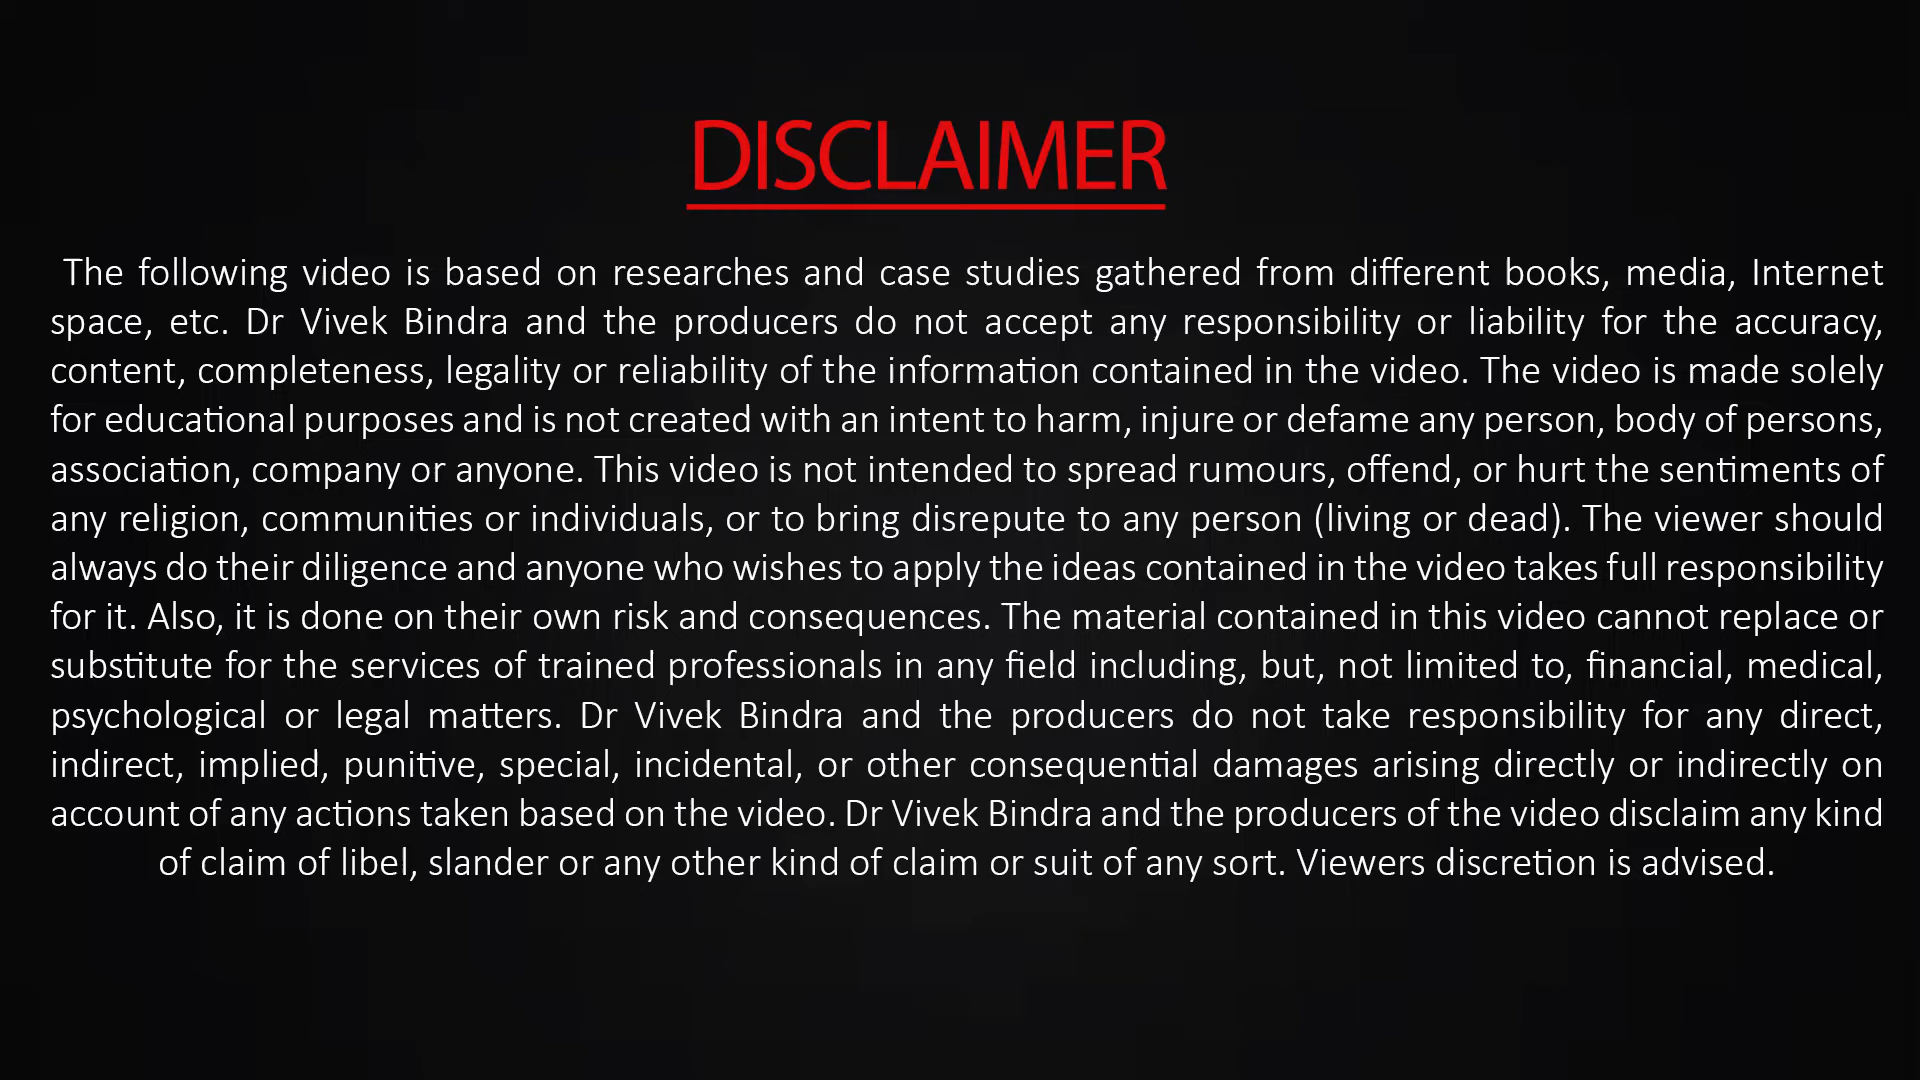 DISCLAIMER
The following video is based on researches and case studies gathered from different books, media, Internet
space, etc. Dr Vivek Bindra and the producers do not accept any responsibility or liability for the accuracy,
content, completeness, legality or reliability of the information contained in the video. The video is made solely
for educational purposes and is not created with an intent to harm, injure or defame any person, body of persons,
association, company or anyone. This video is not intended to spread rumours, offend, or hurt the sentiments of
any religion, communities or individuals, or to bring disrepute to any person (living or dead). The viewer should
always do their diligence and anyone who wishes to apply the ideas contained in the video takes full responsibility
for it. Also, it is done on their own risk and consequences. The material contained in this video cannot replace or
substitute for the services of trained professionals in any field including, but, not limited to, financial, medical,
psychological or legal matters. Dr Vivek Bindra and the producers do not take responsibility for any direct,
indirect, implied, punitive, special, incidental, or other consequential damages arising directly or indirectly on
account of any actions taken based on the video. Dr Vivek Bindra and the producers of the video disclaim any kind
of claim of libel, slander or any other kind of claim or suit of any sort. Viewers discretion is advised.